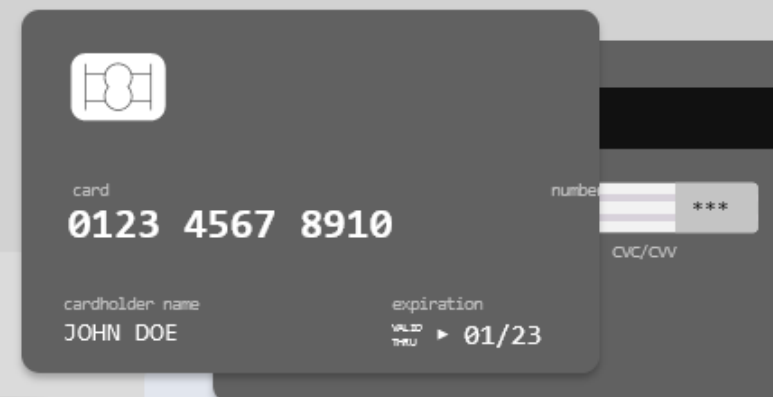 card number
0123 4567 8910
***
CVC/CVV
cardholder name expiration
JOHN DOE VALID THRU ▸ 01/23